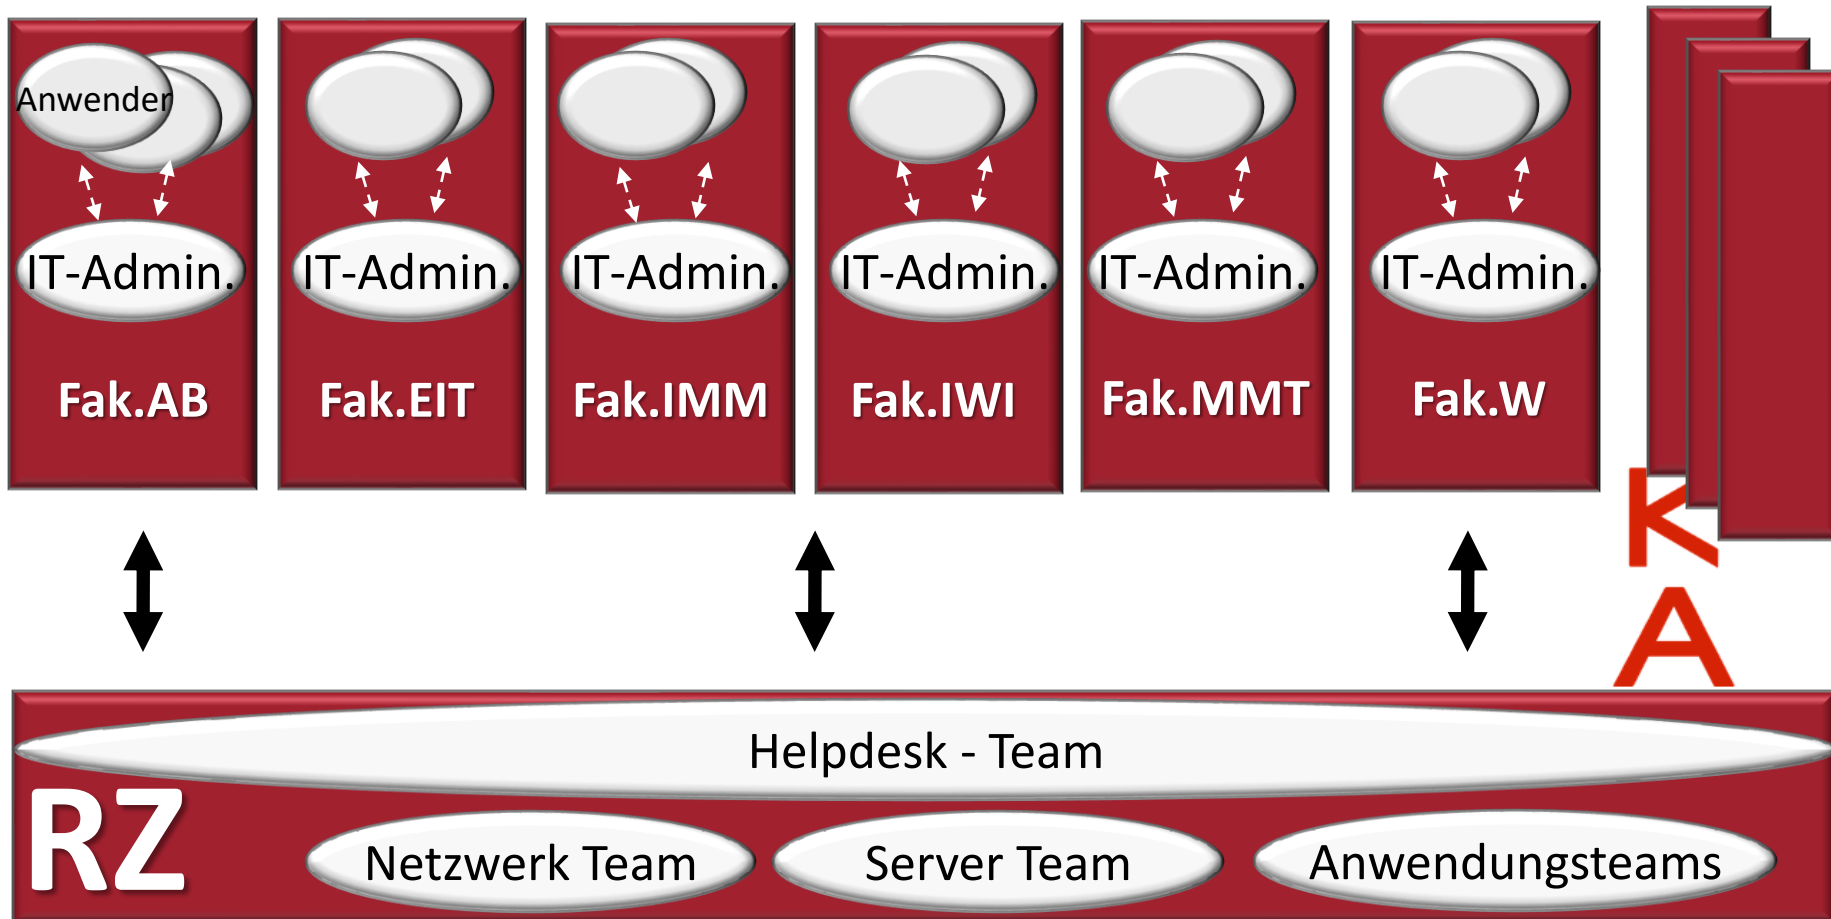 Anwender
IT-Admin.
IT-Admin.
IT-Admin.
IT-Admin.
IT-Admin.
IT-Admin.
Fak.AB
Fak.EIT
Fak.IMM
Fak.IWI
Fak.MMT
Fak.W
K
A
Helpdesk - Team
RZ
Netzwerk Team
Server Team
Anwendungsteams